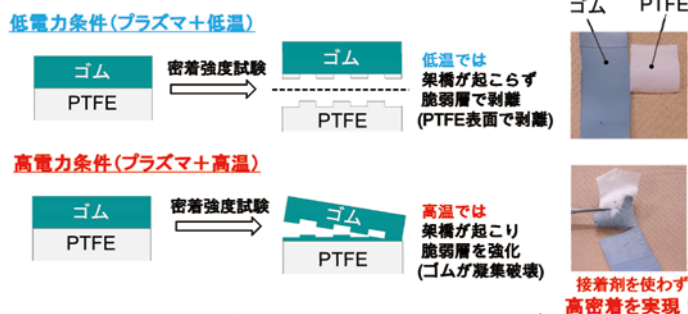 低電力条件(プラズマ+低温)
ゴム
PTFE
密着強度試験
ゴム
PTFE
低温では
架橋が起こらず
脆弱層で剥離
(PTFE表面で剥離)
ゴム PTFE
高電力条件(プラズマ+高温)
ゴム
PTFE
密着強度試験
ゴム
PTFE
高温では
架橋が起こり
脆弱層を強化
(ゴムが凝集破壊)
接着剤を使わず
高密着を実現